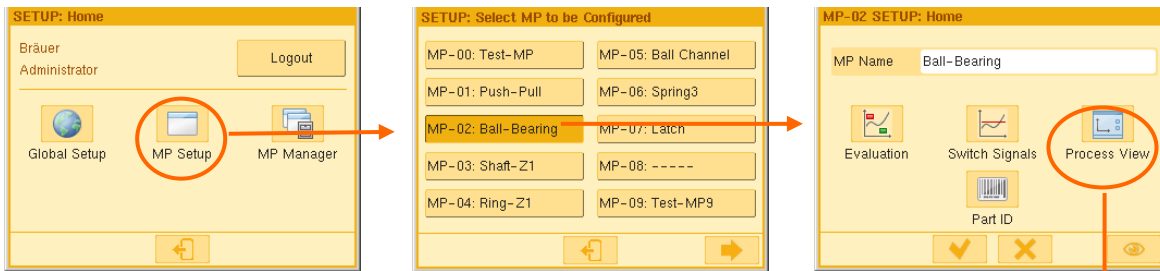 SETUP: Home
Bräuer
Administrator
Logout
Global Setup
MP Setup
MP Manager
SETUP: Select MP to be Configured
MP-00: Test-MP
MP-05: Ball Channel
MP-01: Push-Pull
MP-06: Spring3
MP-02: Ball-Bearing
MP-07: Latch
MP-03: Shaft-Z1
MP-08: -----
MP-04: Ring-Z1
MP-09: Test-MP9
MP-02 SETUP: Home
MP Name
Ball-Bearing
Evaluation
Switch Signals
Process View
Part ID